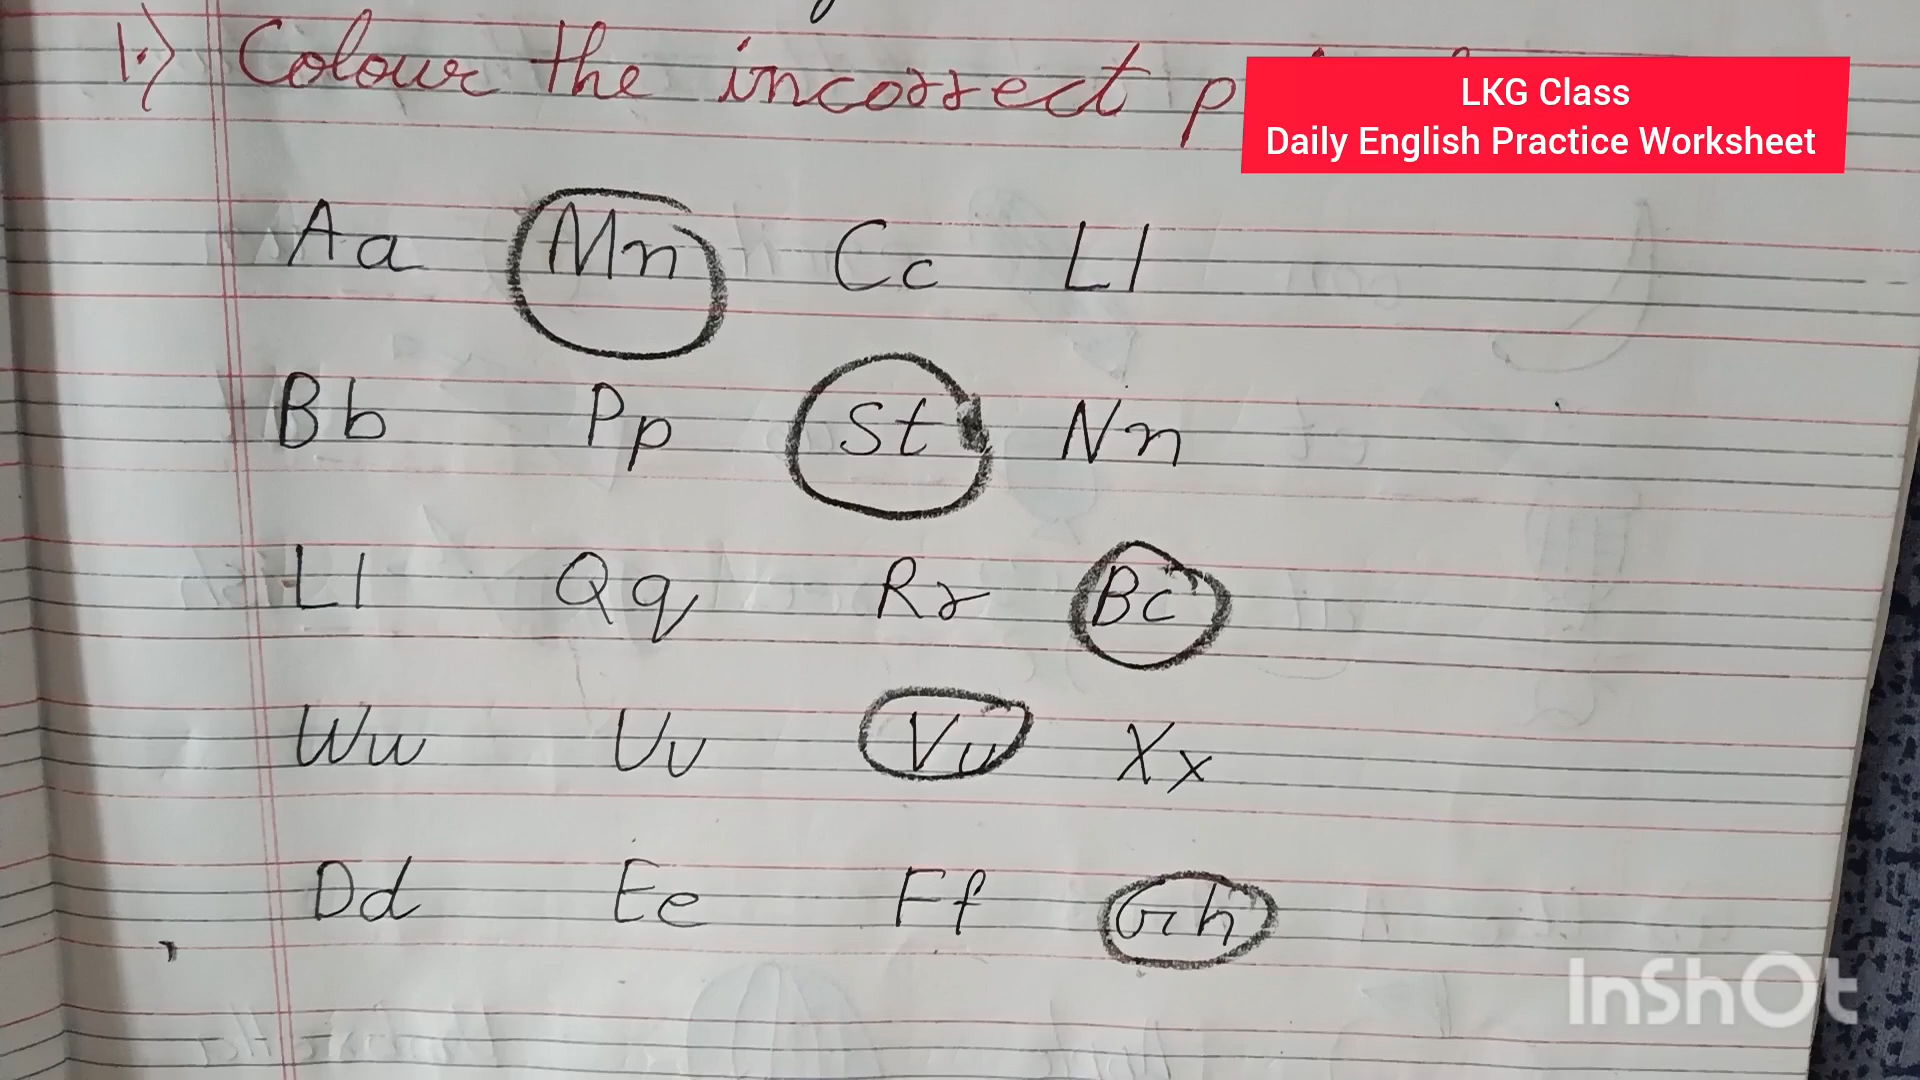 1.) Colour the incorrect p
LKG Class
Daily English Practice Worksheet
Aa Mn Cc Ll
Bb Pp St Nn
Ll Qq Rr Bc
Ww Uu Vu Xx
Dd Ee Ff Gh
InShOt